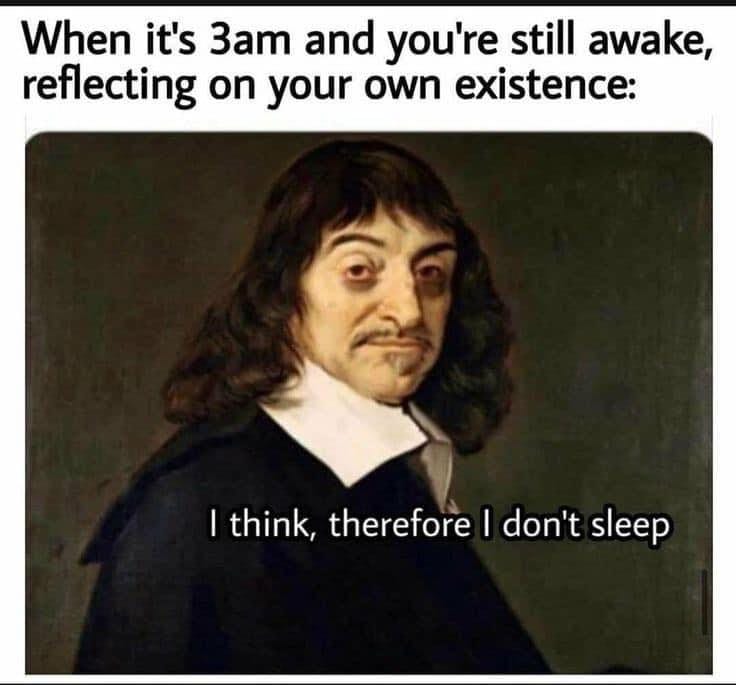 When it's 3am and you're still awake,
reflecting on your own existence:
I think, therefore I don't sleep